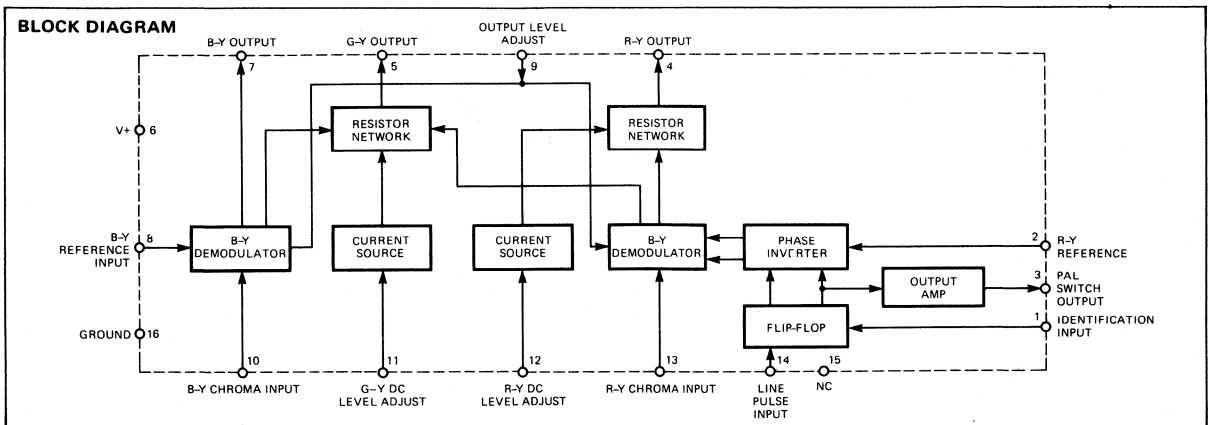 BLOCK DIAGRAM
B–Y OUTPUT
7
G–Y OUTPUT
5
OUTPUT LEVEL
ADJUST
9
R–Y OUTPUT
4
V+ 6
RESISTOR
NETWORK
RESISTOR
NETWORK
B–Y
REFERENCE
INPUT
8
B–Y
DEMODULATOR
CURRENT
SOURCE
CURRENT
SOURCE
B–Y
DEMODULATOR
PHASE
INVERTER
2
R–Y
REFERENCE
OUTPUT
AMP
3
PAL
SWITCH
OUTPUT
FLIP-FLOP
1
IDENTIFICATION
INPUT
GROUND 16
10
B–Y CHROMA INPUT
11
G–Y DC
LEVEL ADJUST
12
R–Y DC
LEVEL ADJUST
13
R–Y CHROMA INPUT
14
LINE
PULSE
INPUT
15
NC